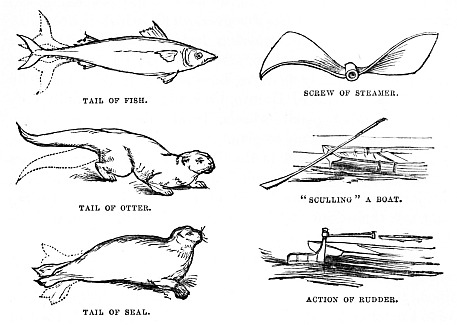 TAIL OF FISH.
SCREW OF STEAMER.
TAIL OF OTTER.
"SCULLING" A BOAT.
TAIL OF SEAL.
ACTION OF RUDDER.